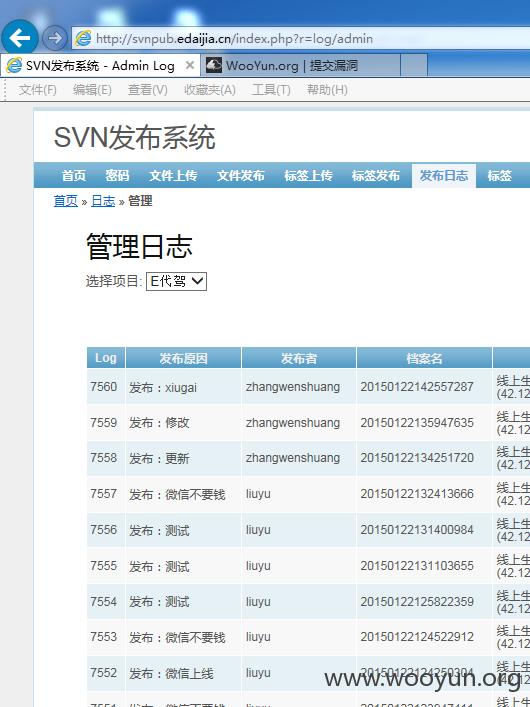 http://svnpub.edaijia.cn/index.php?r=log/admin
SVN发布系统 - Admin Log × WooYun.org | 提交漏洞
文件(F) 编辑(E) 查看(V) 收藏夹(A) 工具(T) 帮助(H)
SVN发布系统
首页 密码 文件上传 文件发布 标签上传 标签发布 发布日志 标签
首页 » 日志 » 管理
管理日志
选择项目: E代驾
Log 发布原因 发布者 档案名
7560 发布：xiugai zhangwenshuang 20150122142557287 线上生
(42.12
7559 发布：修改 zhangwenshuang 20150122135947635 线上生
(42.12
7558 发布：更新 zhangwenshuang 20150122134251720 线上生
(42.12
7557 发布：微信不要钱 liuyu 20150122132413666 线上生
(42.12
7556 发布：测试 liuyu 20150122131400984 线上生
(42.12
7555 发布：测试 liuyu 20150122131103655 线上生
(42.12
7554 发布：测试 liuyu 20150122125822359 线上生
(42.12
7553 发布：微信不要钱 liuyu 20150122124522912 线上生
(42.12
7552 发布：微信上线 liuyu 20150122124250304 线上生
www.wooyun.org